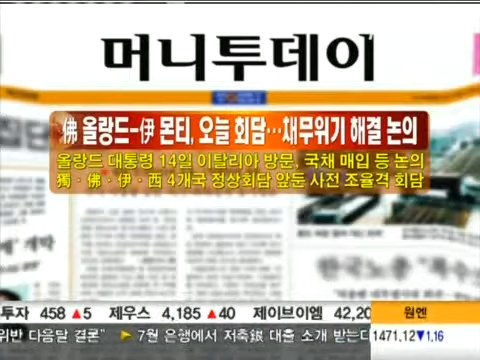 머니투데이
佛 올랑드-伊 몬티, 오늘 회담…채무위기 해결 논의
올랑드 대통령 14일 이탈리아 방문, 국채 매입 등 논의
獨·佛·伊·西 4개국 정상회담 앞둔 사전 조율격 회담
한국노총
투자 458 ▲5 제우스 4,185 ▲40 제이브이엠 42,20
원엔
위반 다음달 결론” ▶ 7월 은행에서 저축銀 대출 소개 받는다
1471.12 ▼1.16